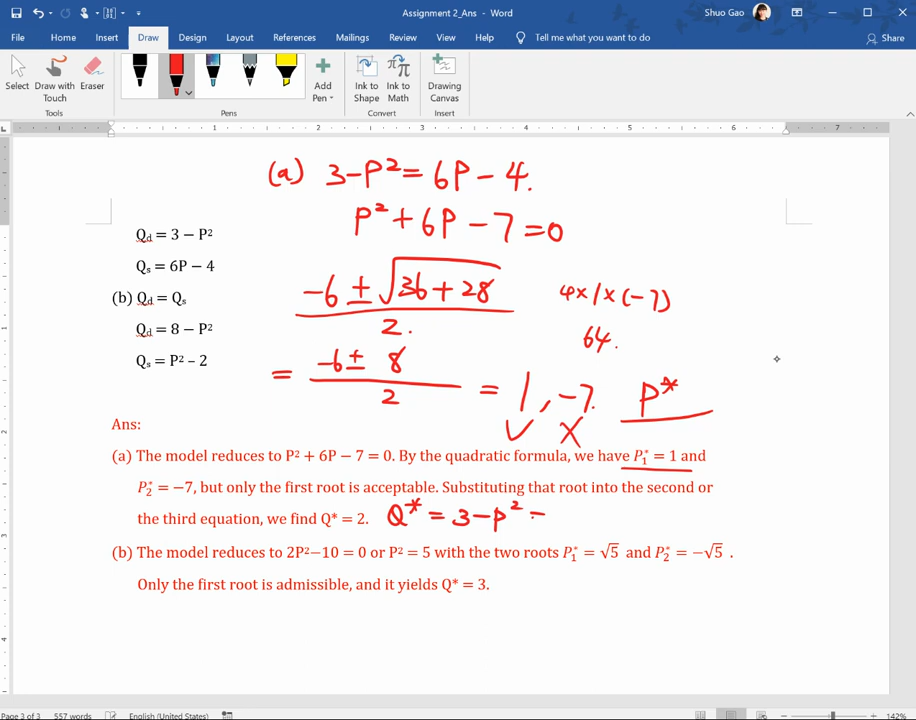 Assignment 2_Ans - Word
Shuo Gao
File Home Insert Draw Design Layout References Mailings Review View Help Tell me what you want to do Share
Select Draw with Touch Eraser Add Pen Ink to Shape Ink to Math Drawing Canvas
Tools Pens Convert Insert
1 2 3 4 5 6 7
(a) 3-P²= 6P-4.
P²+6P-7=0
Qd = 3 − P²
Qs = 6P − 4
-6 ± √36+28
2.
4×1×(-7)
64.
(b) Qd = Qs
Qd = 8 − P²
Qs = P² − 2
= -6± 8
2
= 1, -7. P*
✓ X
Ans:
(a) The model reduces to P² + 6P − 7 = 0. By the quadratic formula, we have P₁* = 1 and
P₂* = −7, but only the first root is acceptable. Substituting that root into the second or
the third equation, we find Q* = 2. Q* = 3-P² =
(b) The model reduces to 2P²−10 = 0 or P² = 5 with the two roots P₁* = √5 and P₂* = −√5 .
Only the first root is admissible, and it yields Q* = 3.
Page 3 of 3 557 words English (United States) 142%